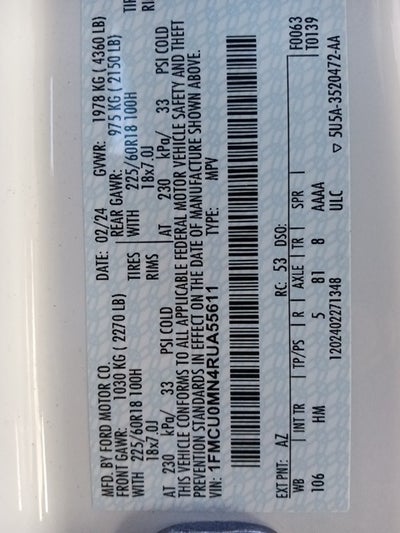 MFD. BY FORD MOTOR CO. DATE: 02/24 GVWR: 1978 KG ( 4360 LB)
FRONT GAWR: 1030 KG ( 2270 LB) REAR GAWR: 975 KG ( 2150 LB)
WITH 225/60R18 100H TIRES WITH 225/60R18 100H TIR
18x7.0J RIMS 18x7.0J RI
AT 230 kPa/ 33 PSI COLD AT 230 kPa/ 33 PSI COLD
THIS VEHICLE CONFORMS TO ALL APPLICABLE FEDERAL MOTOR VEHICLE SAFETY AND THEFT
PREVENTION STANDARDS IN EFFECT ON THE DATE OF MANUFACTURE SHOWN ABOVE.
VIN: 1FMCU0MN4RUA55611 TYPE: MPV
F0063
T0139
EXT PNT: AZ RC: 53 DSO:
WB INT TR TP/PS R AXLE TR SPR
106 HM 5 81 8 AAAA
1202402271348 ULC
▽ 5U5A-3520472-AA